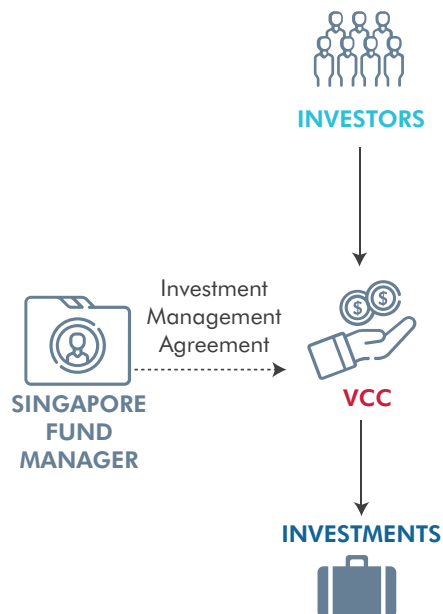 INVESTORS
Investment
Management
Agreement
$
$
SINGAPORE
FUND
MANAGER
VCC
INVESTMENTS